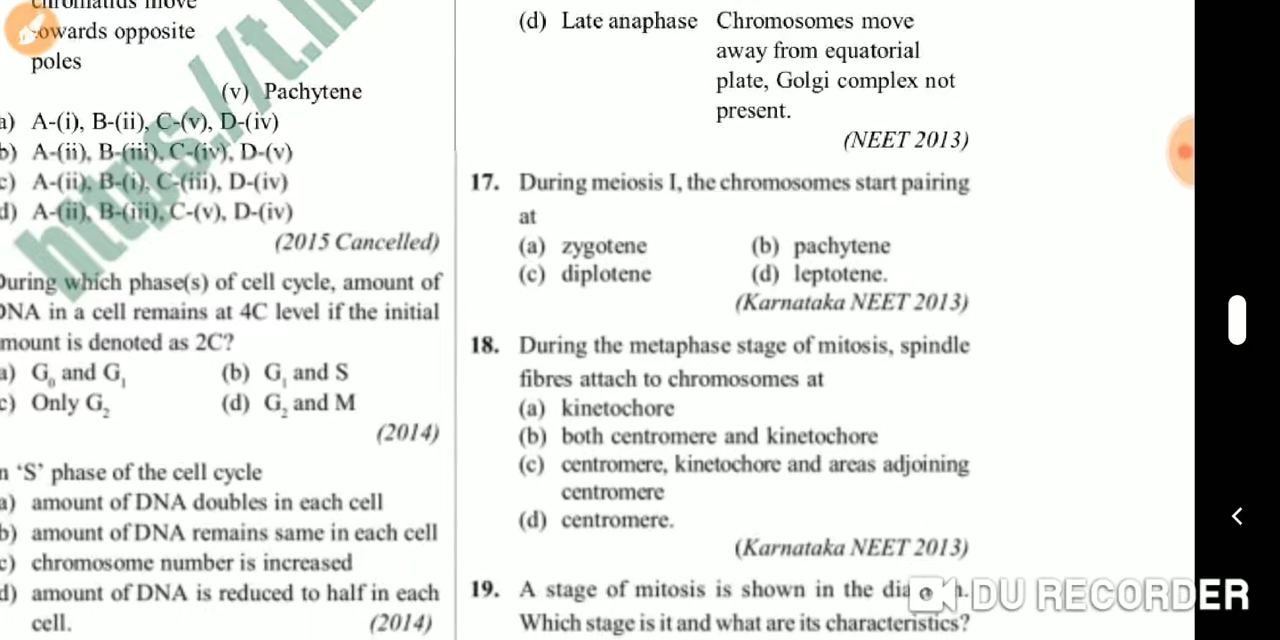 chromatids move
towards opposite
poles
(v) Pachytene
a) A-(i), B-(ii), C-(v), D-(iv)
b) A-(ii), B-(iii), C-(iv), D-(v)
c) A-(ii), B-(i), C-(iii), D-(iv)
d) A-(ii), B-(iii), C-(v), D-(iv)
(2015 Cancelled)
During which phase(s) of cell cycle, amount of
DNA in a cell remains at 4C level if the initial
mount is denoted as 2C?
a) G₀ and G₁
(b) G₁ and S
c) Only G₂
(d) G₂ and M
(2014)
n ‘S’ phase of the cell cycle
a) amount of DNA doubles in each cell
b) amount of DNA remains same in each cell
c) chromosome number is increased
d) amount of DNA is reduced to half in each
cell.
(2014)
https://t.m
(d) Late anaphase Chromosomes move
away from equatorial
plate, Golgi complex not
present.
(NEET 2013)
17. During meiosis I, the chromosomes start pairing
at
(a) zygotene (b) pachytene
(c) diplotene (d) leptotene.
(Karnataka NEET 2013)
18. During the metaphase stage of mitosis, spindle
fibres attach to chromosomes at
(a) kinetochore
(b) both centromere and kinetochore
(c) centromere, kinetochore and areas adjoining
centromere
(d) centromere.
(Karnataka NEET 2013)
19. A stage of mitosis is shown in the
Which stage is it and what are its characteristics?
DU RECORDER